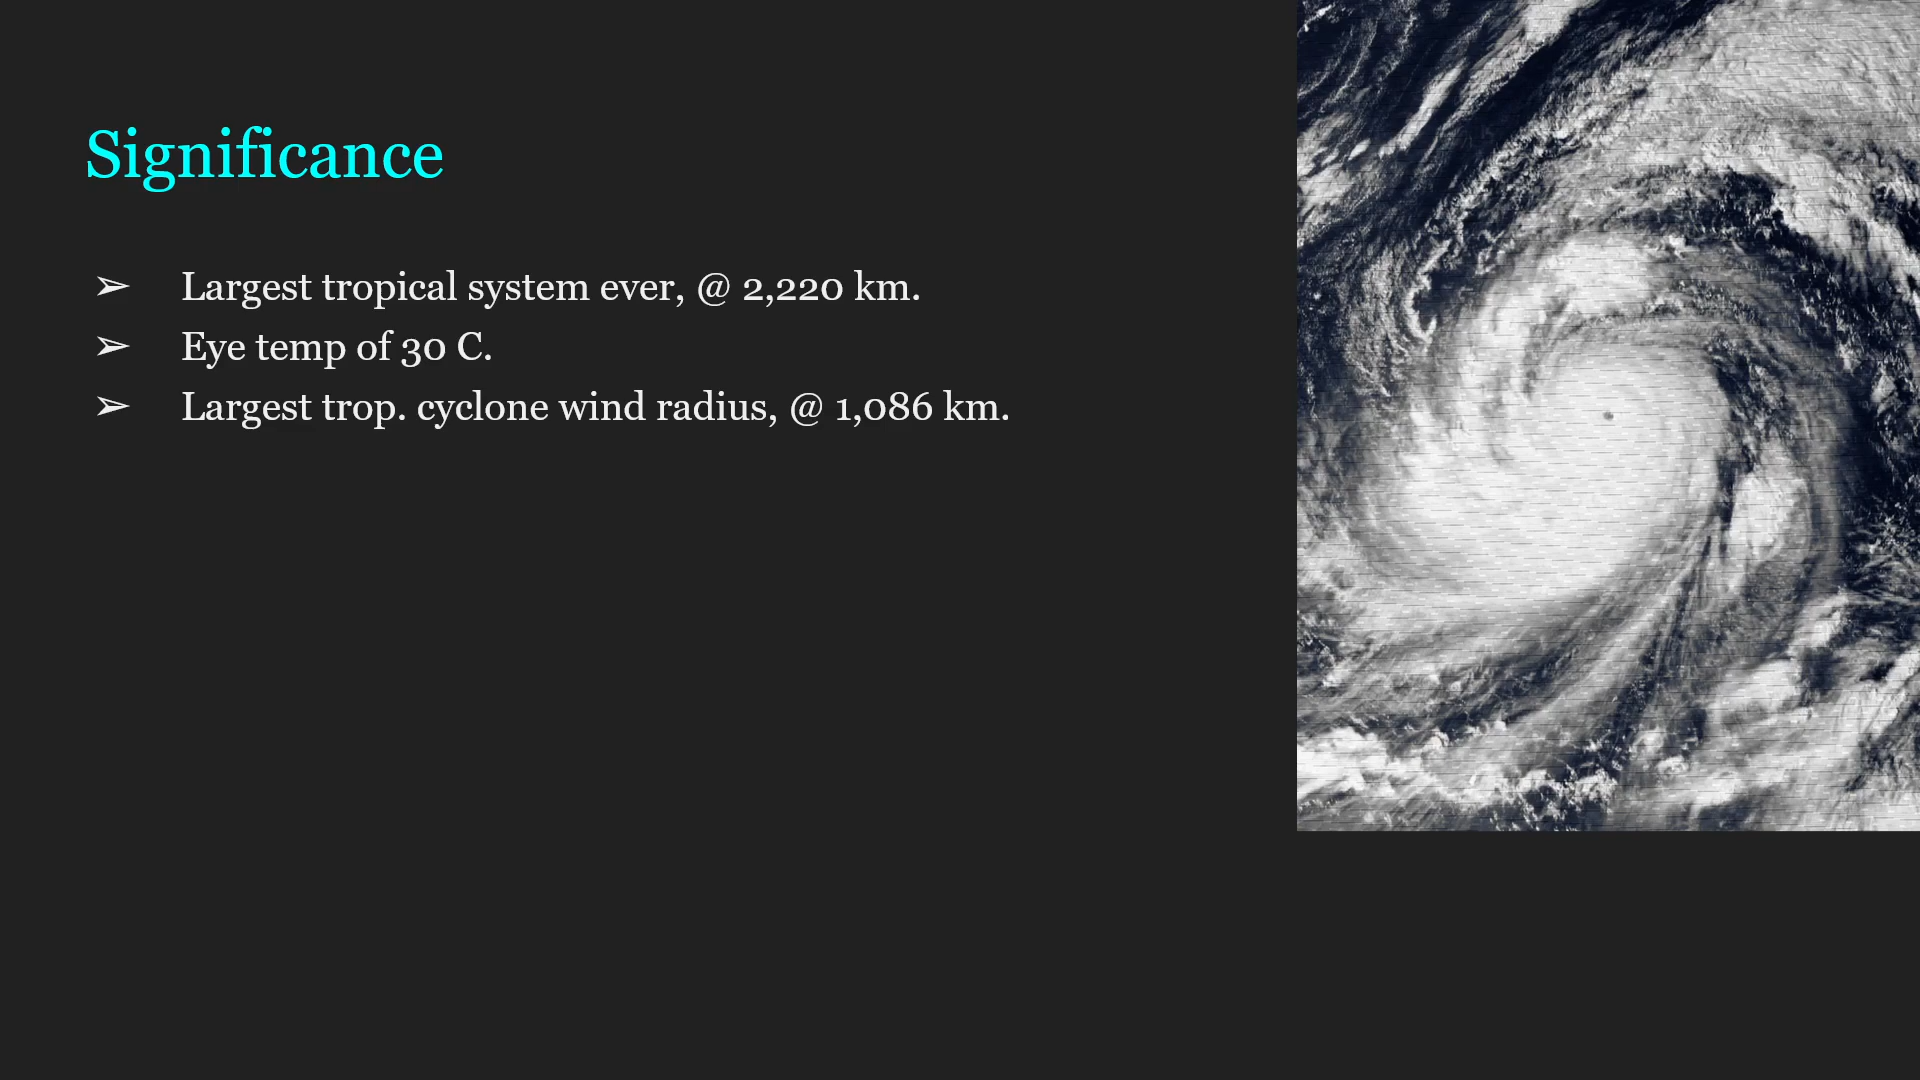 Significance
➢ Largest tropical system ever, @ 2,220 km.
➢ Eye temp of 30 C.
➢ Largest trop. cyclone wind radius, @ 1,086 km.